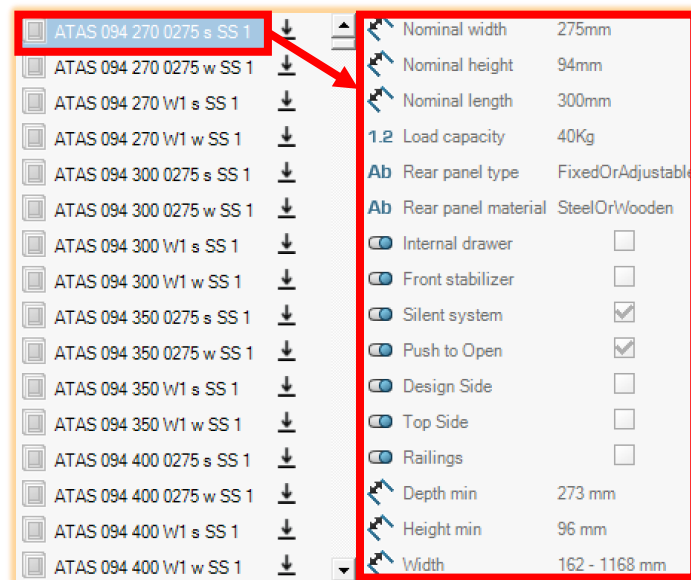 ATAS 094 270 0275 s SS 1
ATAS 094 270 0275 w SS 1
ATAS 094 270 W1 s SS 1
ATAS 094 270 W1 w SS 1
ATAS 094 300 0275 s SS 1
ATAS 094 300 0275 w SS 1
ATAS 094 300 W1 s SS 1
ATAS 094 300 W1 w SS 1
ATAS 094 350 0275 s SS 1
ATAS 094 350 0275 w SS 1
ATAS 094 350 W1 s SS 1
ATAS 094 350 W1 w SS 1
ATAS 094 400 0275 s SS 1
ATAS 094 400 0275 w SS 1
ATAS 094 400 W1 s SS 1
ATAS 094 400 W1 w SS 1
Nominal width 275mm
Nominal height 94mm
Nominal length 300mm
1.2 Load capacity 40Kg
Ab Rear panel type FixedOrAdjustable
Ab Rear panel material SteelOrWooden
Internal drawer
Front stabilizer
Silent system
Push to Open
Design Side
Top Side
Railings
Depth min 273 mm
Height min 96 mm
Width 162 - 1168 mm